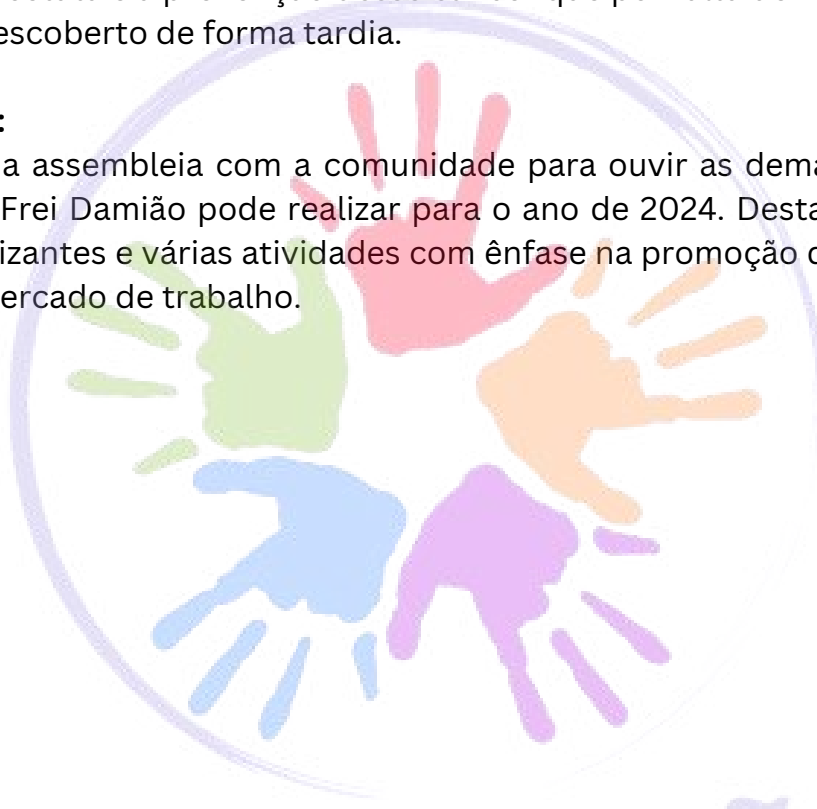 escoberto de forma tardia.
:
a assembleia com a comunidade para ouvir as dema
Frei Damião pode realizar para o ano de 2024. Desta
izantes e várias atividades com ênfase na promoção d
ercado de trabalho.